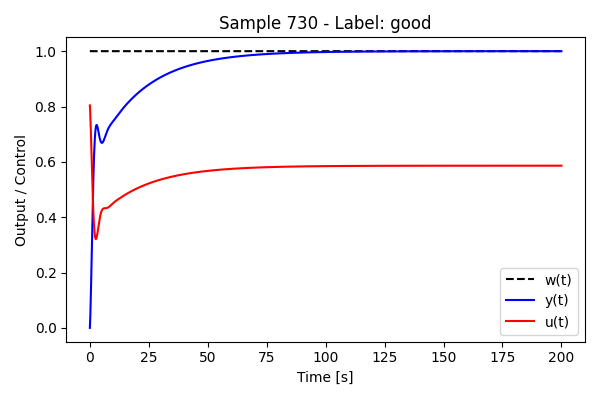 Sample 730 - Label: good
1.0
0.8
0.6
0.4
0.2
0.0
Output / Control
0 25 50 75 100 125 150 175 200
Time [s]
w(t)
y(t)
u(t)